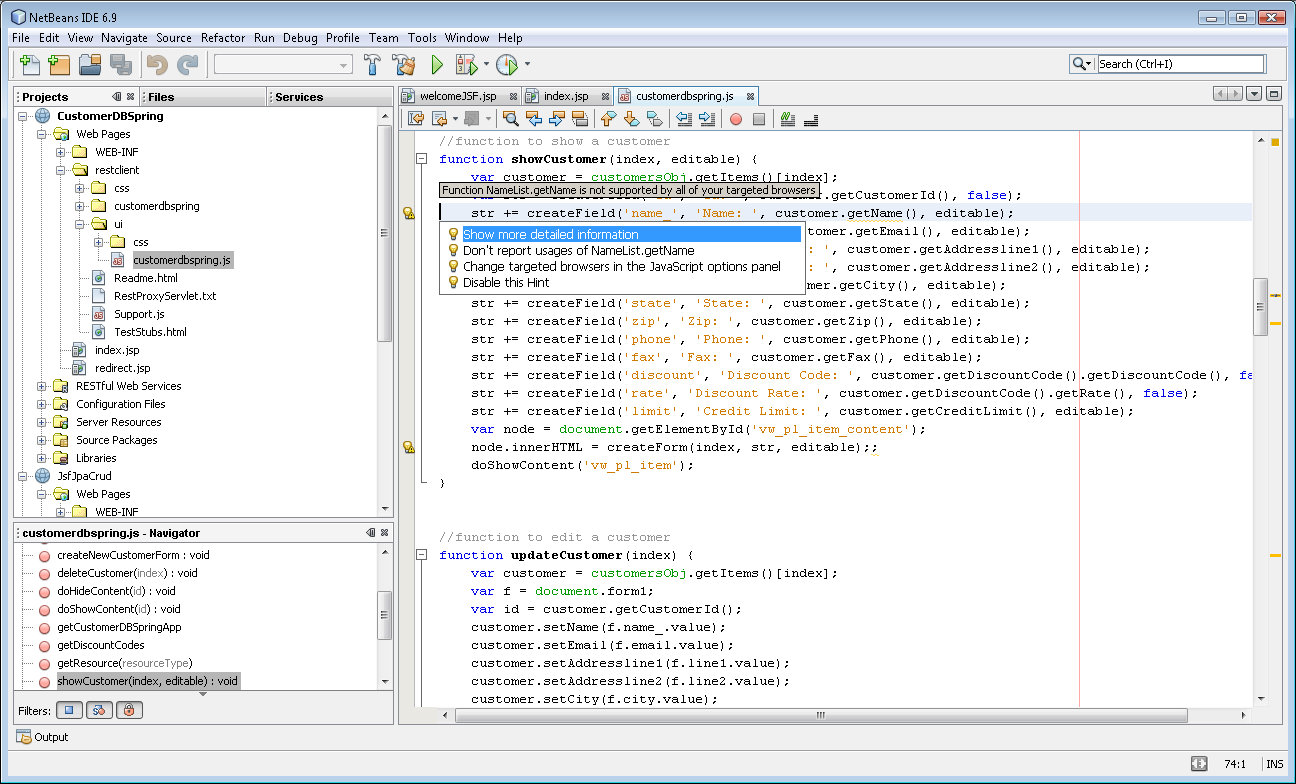 NetBeans IDE 6.9
File Edit View Navigate Source Refactor Run Debug Profile Team Tools Window Help
Search (Ctrl+I)
Projects
Files
Services
CustomerDBSpring
Web Pages
WEB-INF
restclient
css
customerdbspring
ui
css
customerdbspring.js
Readme.html
RestProxyServlet.txt
Support.js
TestStubs.html
index.jsp
redirect.jsp
RESTful Web Services
Configuration Files
Server Resources
Source Packages
Libraries
JsfJpaCrud
Web Pages
WEB-INF
customerdbspring.js - Navigator
createNewCustomerForm : void
deleteCustomer(index) : void
doHideContent(id) : void
doShowContent(id) : void
getCustomerDBSpringApp
getDiscountCodes
getResource(resourceType)
showCustomer(index, editable) : void
Filters:
welcomeJSF.jsp
index.jsp
customerdbspring.js
//function to show a customer
function showCustomer(index, editable) {
var customer = customersObj.getItems()[index];
Function NameList.getName is not supported by all of your targeted browsers
.getCustomerId(), false);
str += createField('name_', 'Name: ', customer.getName(), editable);
Show more detailed information
tomer.getEmail(), editable);
Don't report usages of NameList.getName
: ', customer.getAddressline1(), editable);
Change targeted browsers in the JavaScript options panel
: ', customer.getAddressline2(), editable);
Disable this Hint
mer.getCity(), editable);
str += createField('state', 'State: ', customer.getState(), editable);
str += createField('zip', 'Zip: ', customer.getZip(), editable);
str += createField('phone', 'Phone: ', customer.getPhone(), editable);
str += createField('fax', 'Fax: ', customer.getFax(), editable);
str += createField('discount', 'Discount Code: ', customer.getDiscountCode().getDiscountCode(), fa
str += createField('rate', 'Discount Rate: ', customer.getDiscountCode().getRate(), false);
str += createField('limit', 'Credit Limit: ', customer.getCreditLimit(), editable);
var node = document.getElementById('vw_pl_item_content');
node.innerHTML = createForm(index, str, editable);;
doShowContent('vw_pl_item');
}
//function to edit a customer
function updateCustomer(index) {
var customer = customersObj.getItems()[index];
var f = document.form1;
var id = customer.getCustomerId();
customer.setName(f.name_.value);
customer.setEmail(f.email.value);
customer.setAddressline1(f.line1.value);
customer.setAddressline2(f.line2.value);
customer.setCity(f.city.value);
Output
74:1
INS